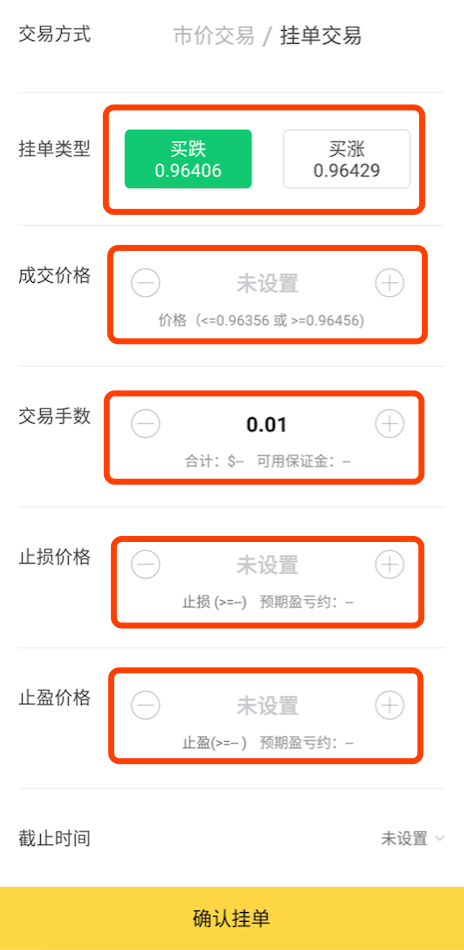 交易方式
市价交易 / 挂单交易
挂单类型
买跌
0.96406
买涨
0.96429
成交价格
未设置
价格（<=0.96356 或 >=0.96456)
交易手数
0.01
合计：$-- 可用保证金：--
止损价格
未设置
止损 (>=--) 预期盈亏约：--
止盈价格
未设置
止盈(>=-- ) 预期盈亏约：--
截止时间
未设置
确认挂单